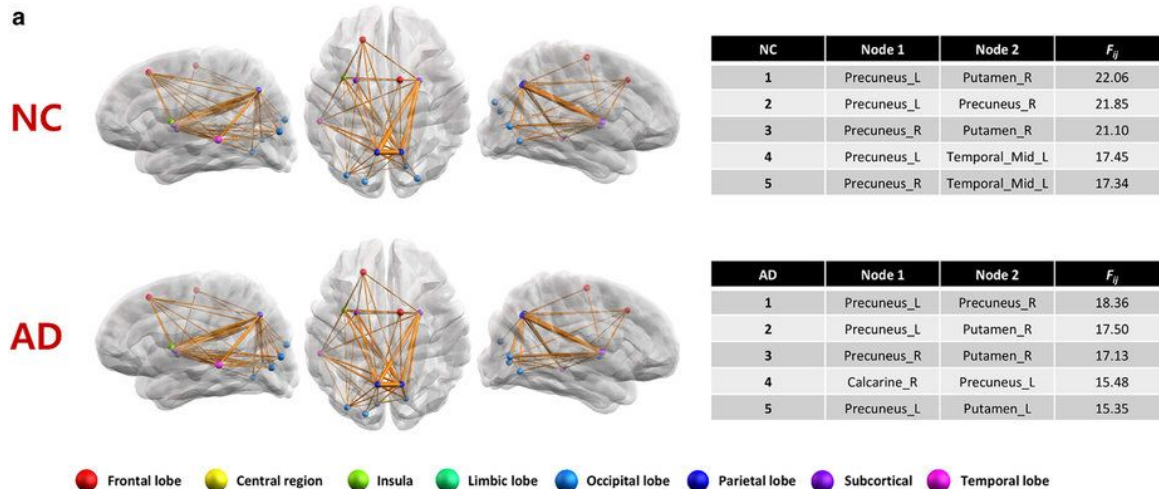 a
NC
NC Node 1 Node 2 Fij
1 Precuneus_L Putamen_R 22.06
2 Precuneus_L Precuneus_R 21.85
3 Precuneus_R Putamen_R 21.10
4 Precuneus_L Temporal_Mid_L 17.45
5 Precuneus_R Temporal_Mid_L 17.34
AD
AD Node 1 Node 2 Fij
1 Precuneus_L Precuneus_R 18.36
2 Precuneus_L Putamen_R 17.50
3 Precuneus_R Putamen_R 17.13
4 Calcarine_R Precuneus_L 15.48
5 Precuneus_L Putamen_L 15.35
Frontal lobe Central region Insula Limbic lobe Occipital lobe Parietal lobe Subcortical Temporal lobe